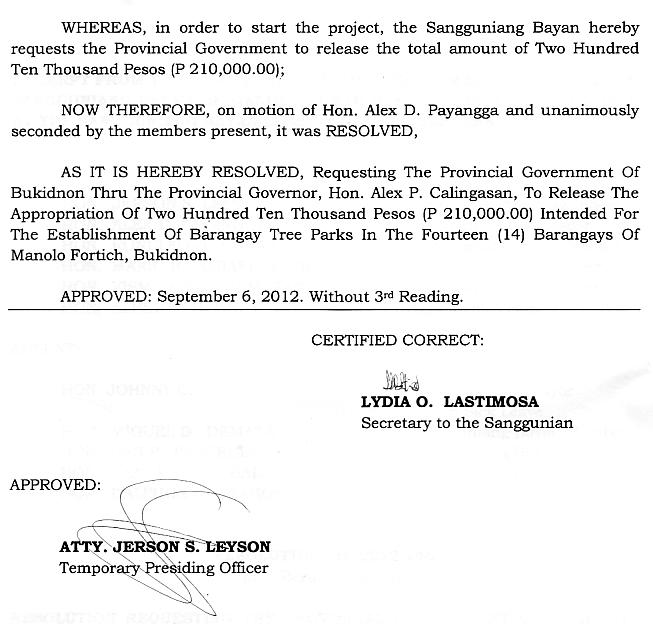 WHEREAS, in order to start the project, the Sangguniang Bayan hereby
requests the Provincial Government to release the total amount of Two Hundred
Ten Thousand Pesos (P 210,000.00);
NOW THEREFORE, on motion of Hon. Alex D. Payangga and unanimously
seconded by the members present, it was RESOLVED,
AS IT IS HEREBY RESOLVED, Requesting The Provincial Government Of
Bukidnon Thru The Provincial Governor, Hon. Alex P. Calingasan, To Release The
Appropriation Of Two Hundred Ten Thousand Pesos (P 210,000.00) Intended For
The Establishment Of Barangay Tree Parks In The Fourteen (14) Barangays Of
Manolo Fortich, Bukidnon.
APPROVED: September 6, 2012. Without 3rd Reading.
CERTIFIED CORRECT:
LYDIA O. LASTIMOSA
Secretary to the Sanggunian
APPROVED:
ATTY. JERSON S. LEYSON
Temporary Presiding Officer